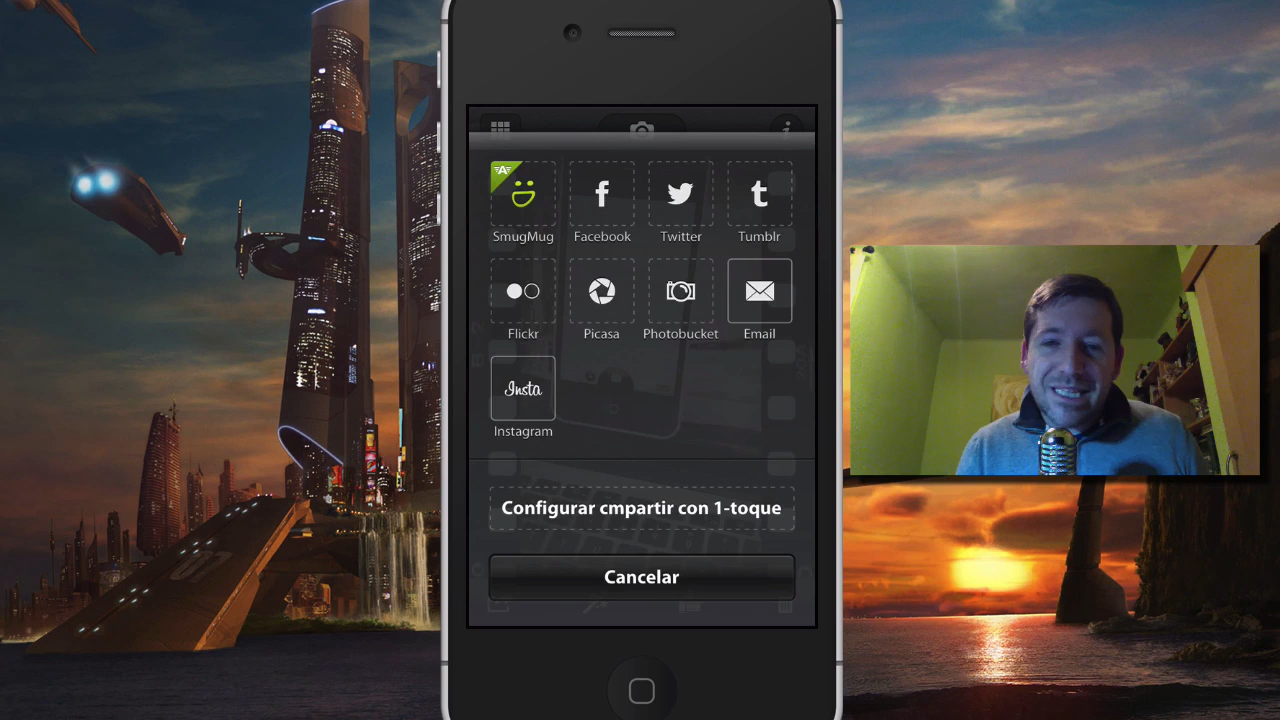 SmugMug
Facebook
Twitter
Tumblr
Flickr
Picasa
Photobucket
Email
Insta
Instagram
Configurar cmpartir con 1-toque
Cancelar